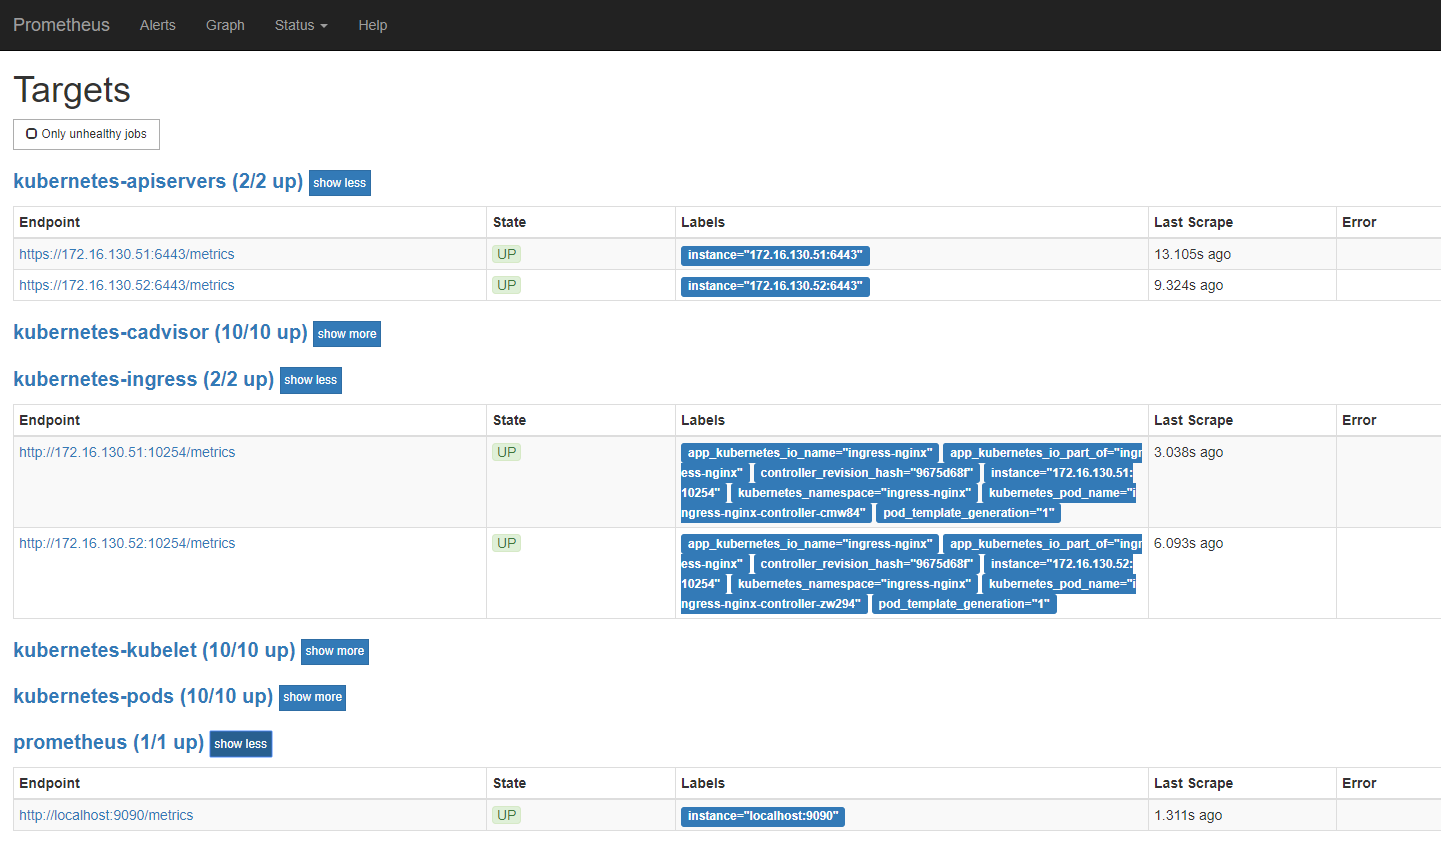 Prometheus Alerts Graph Status Help
Targets
Only unhealthy jobs
kubernetes-apiservers (2/2 up) show less
Endpoint State Labels Last Scrape Error
https://172.16.130.51:6443/metrics UP instance="172.16.130.51:6443" 13.105s ago
https://172.16.130.52:6443/metrics UP instance="172.16.130.52:6443" 9.324s ago
kubernetes-cadvisor (10/10 up) show more
kubernetes-ingress (2/2 up) show less
Endpoint State Labels Last Scrape Error
http://172.16.130.51:10254/metrics UP app_kubernetes_io_name="ingress-nginx" app_kubernetes_io_part_of="ingr 3.038s ago
ess-nginx" controller_revision_hash="9675d68f" instance="172.16.130.51:
10254" kubernetes_namespace="ingress-nginx" kubernetes_pod_name="i
ngress-nginx-controller-cmw84" pod_template_generation="1"
http://172.16.130.52:10254/metrics UP app_kubernetes_io_name="ingress-nginx" app_kubernetes_io_part_of="ingr 6.093s ago
ess-nginx" controller_revision_hash="9675d68f" instance="172.16.130.52:
10254" kubernetes_namespace="ingress-nginx" kubernetes_pod_name="i
ngress-nginx-controller-zw294" pod_template_generation="1"
kubernetes-kubelet (10/10 up) show more
kubernetes-pods (10/10 up) show more
prometheus (1/1 up) show less
Endpoint State Labels Last Scrape Error
http://localhost:9090/metrics UP instance="localhost:9090" 1.311s ago